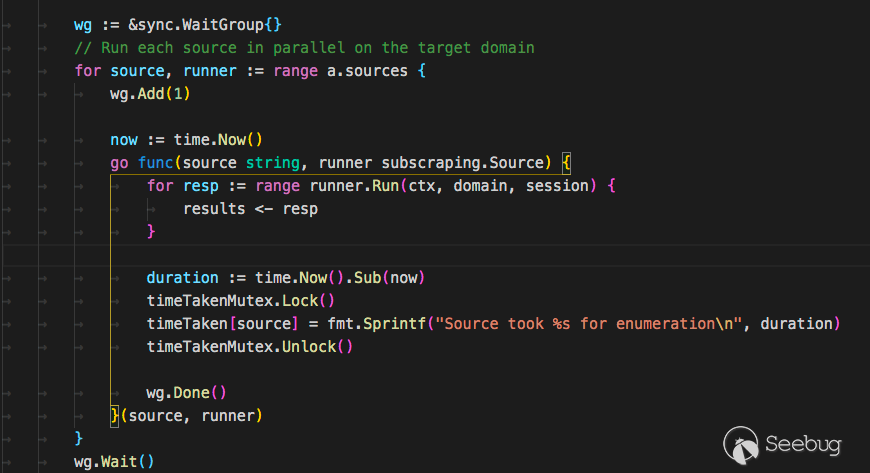 wg := &sync.WaitGroup{}
// Run each source in parallel on the target domain
for source, runner := range a.sources {
wg.Add(1)
now := time.Now()
go func(source string, runner subscraping.Source) {
for resp := range runner.Run(ctx, domain, session) {
results <- resp
}
duration := time.Now().Sub(now)
timeTakenMutex.Lock()
timeTaken[source] = fmt.Sprintf("Source took %s for enumeration\n", duration)
timeTakenMutex.Unlock()
wg.Done()
}(source, runner)
}
wg.Wait()
Seebug